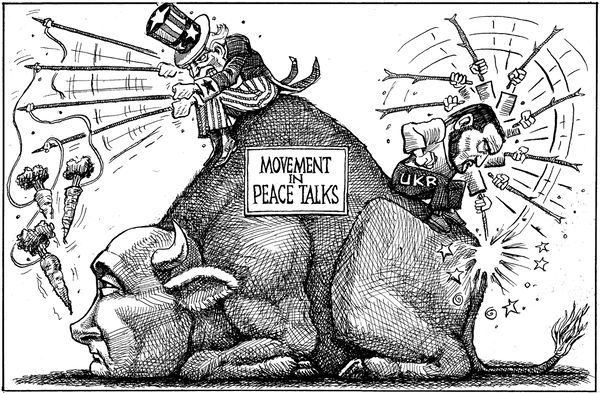 MOVEMENT
IN
PEACE TALKS
UKR